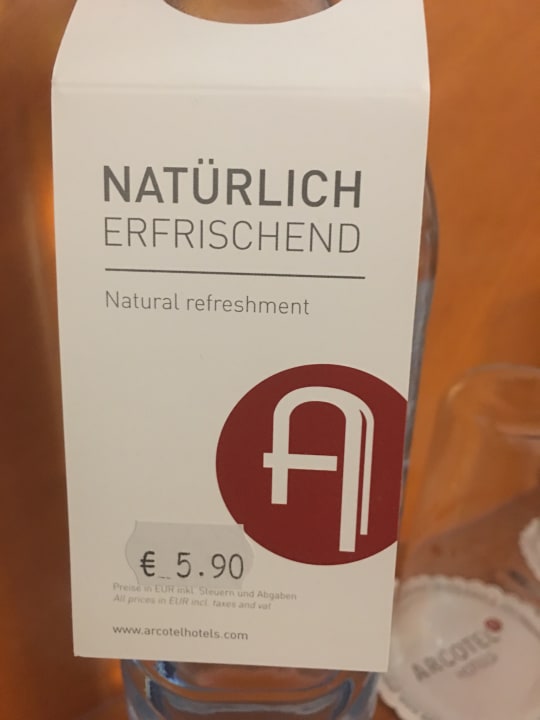 NATÜRLICH
ERFRISCHEND
Natural refreshment
A
€ 5.90
Preise in EUR inkl. Steuern und Abgaben
All prices in EUR incl. taxes and vat
www.arcotelhotels.com
ARCOTEL
HOTELS